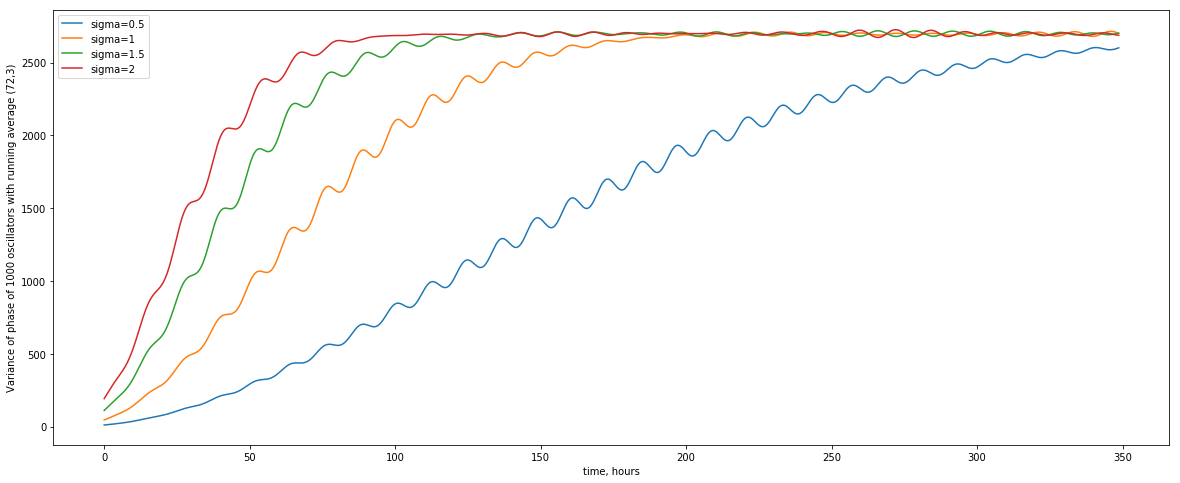 sigma=0.5
sigma=1
sigma=1.5
sigma=2
Variance of phase of 1000 oscillators with running average (72,3)
2500
2000
1500
1000
500
0
0 50 100 150 200 250 300 350
time, hours